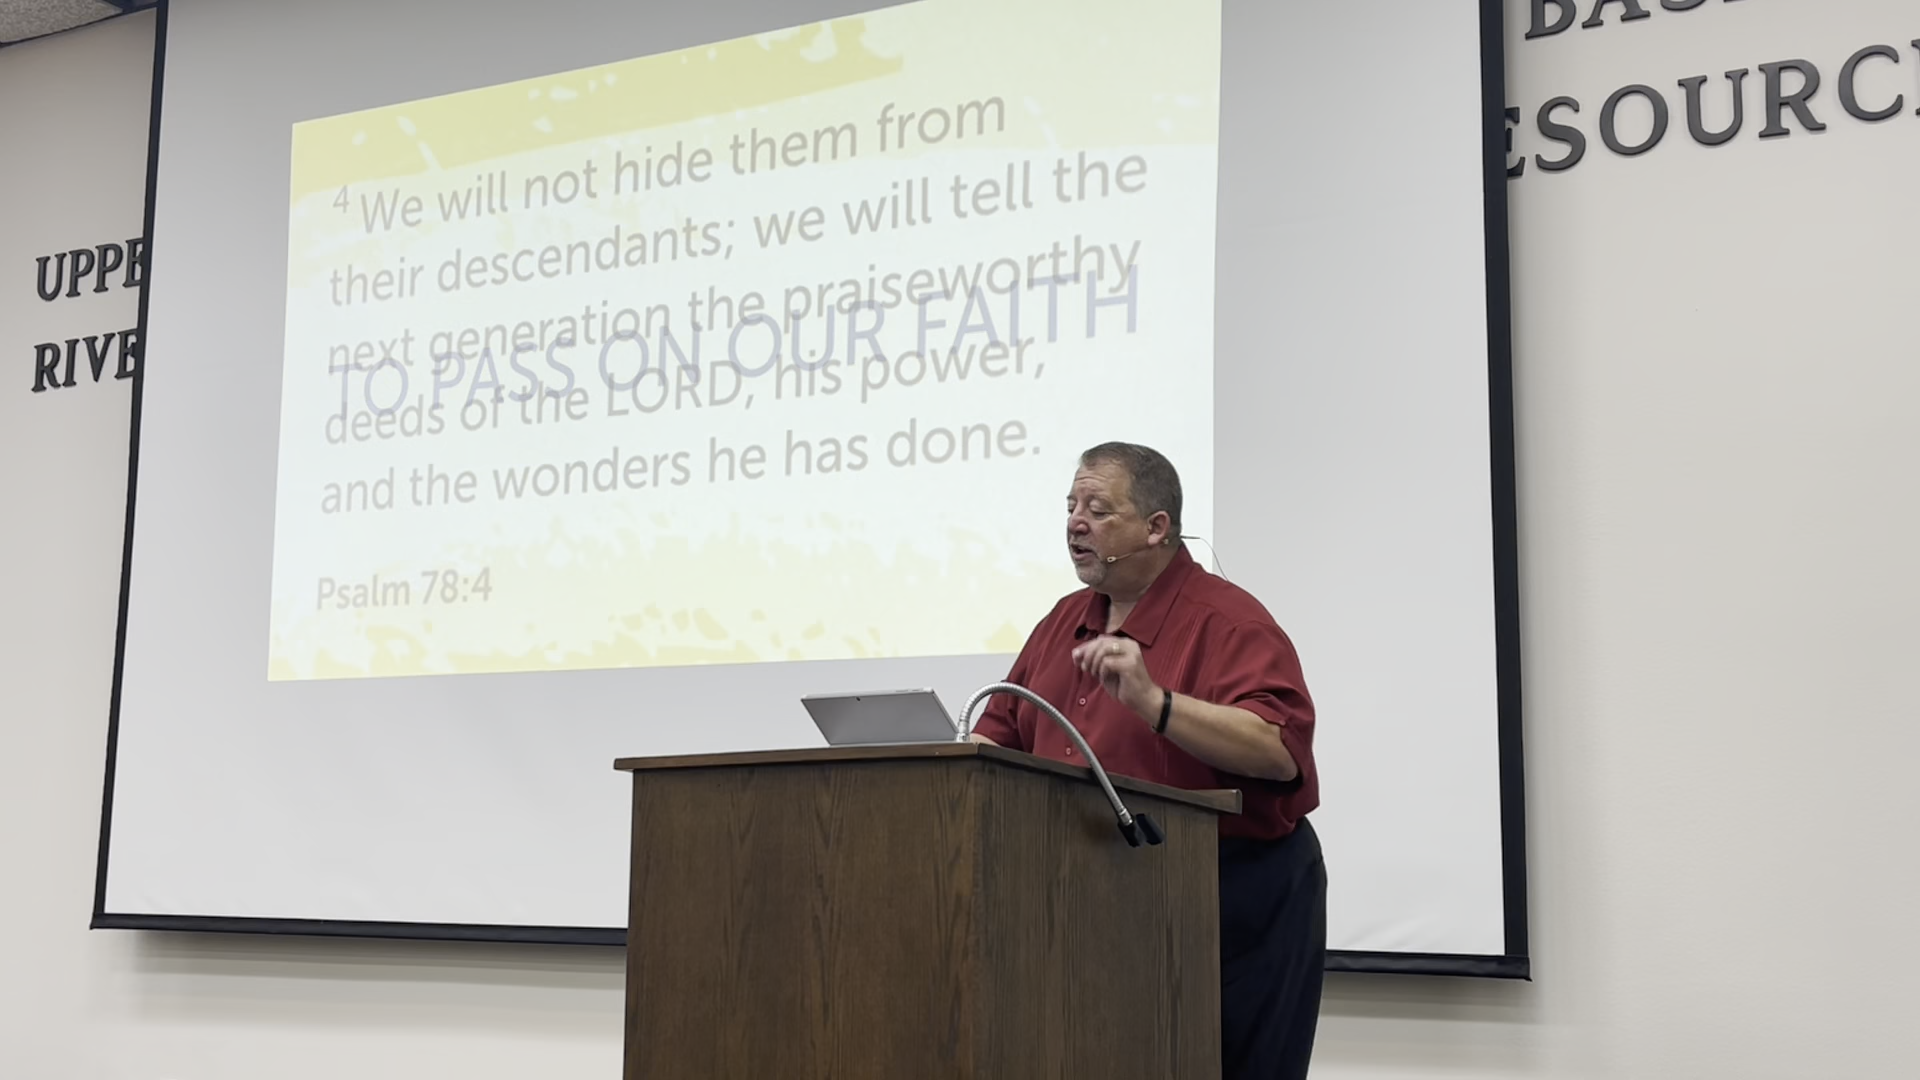 BAS
ESOURC
UPPE
RIVE
4 We will not hide them from
their descendants; we will tell the
next generation the praiseworthy
TO PASS ON OUR FAITH
deeds of the LORD, his power,
and the wonders he has done.
Psalm 78:4